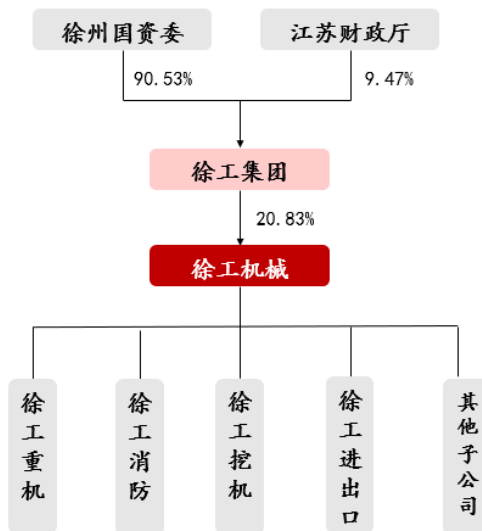 徐州国资委
江苏财政厅
90.53%
9.47%
徐工集团
20.83%
徐工机械
徐工重机
徐工消防
徐工挖机
徐工进出口
其他子公司